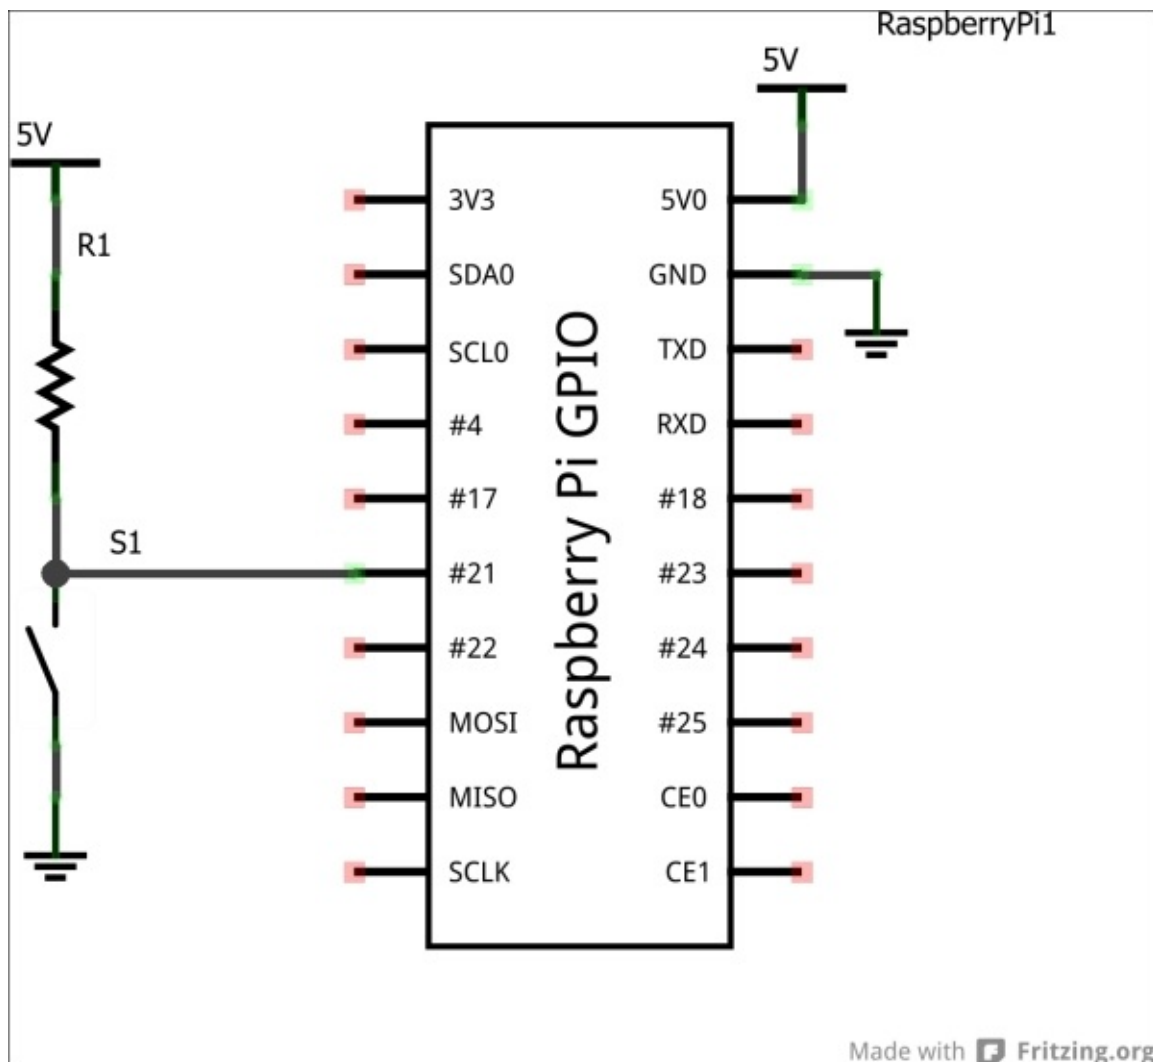 RaspberryPi1
5V
5V
R1
S1
3V3
SDA0
SCL0
#4
#17
#21
#22
MOSI
MISO
SCLK
Raspberry Pi GPIO
5V0
GND
TXD
RXD
#18
#23
#24
#25
CE0
CE1
Made with Fritzing.org